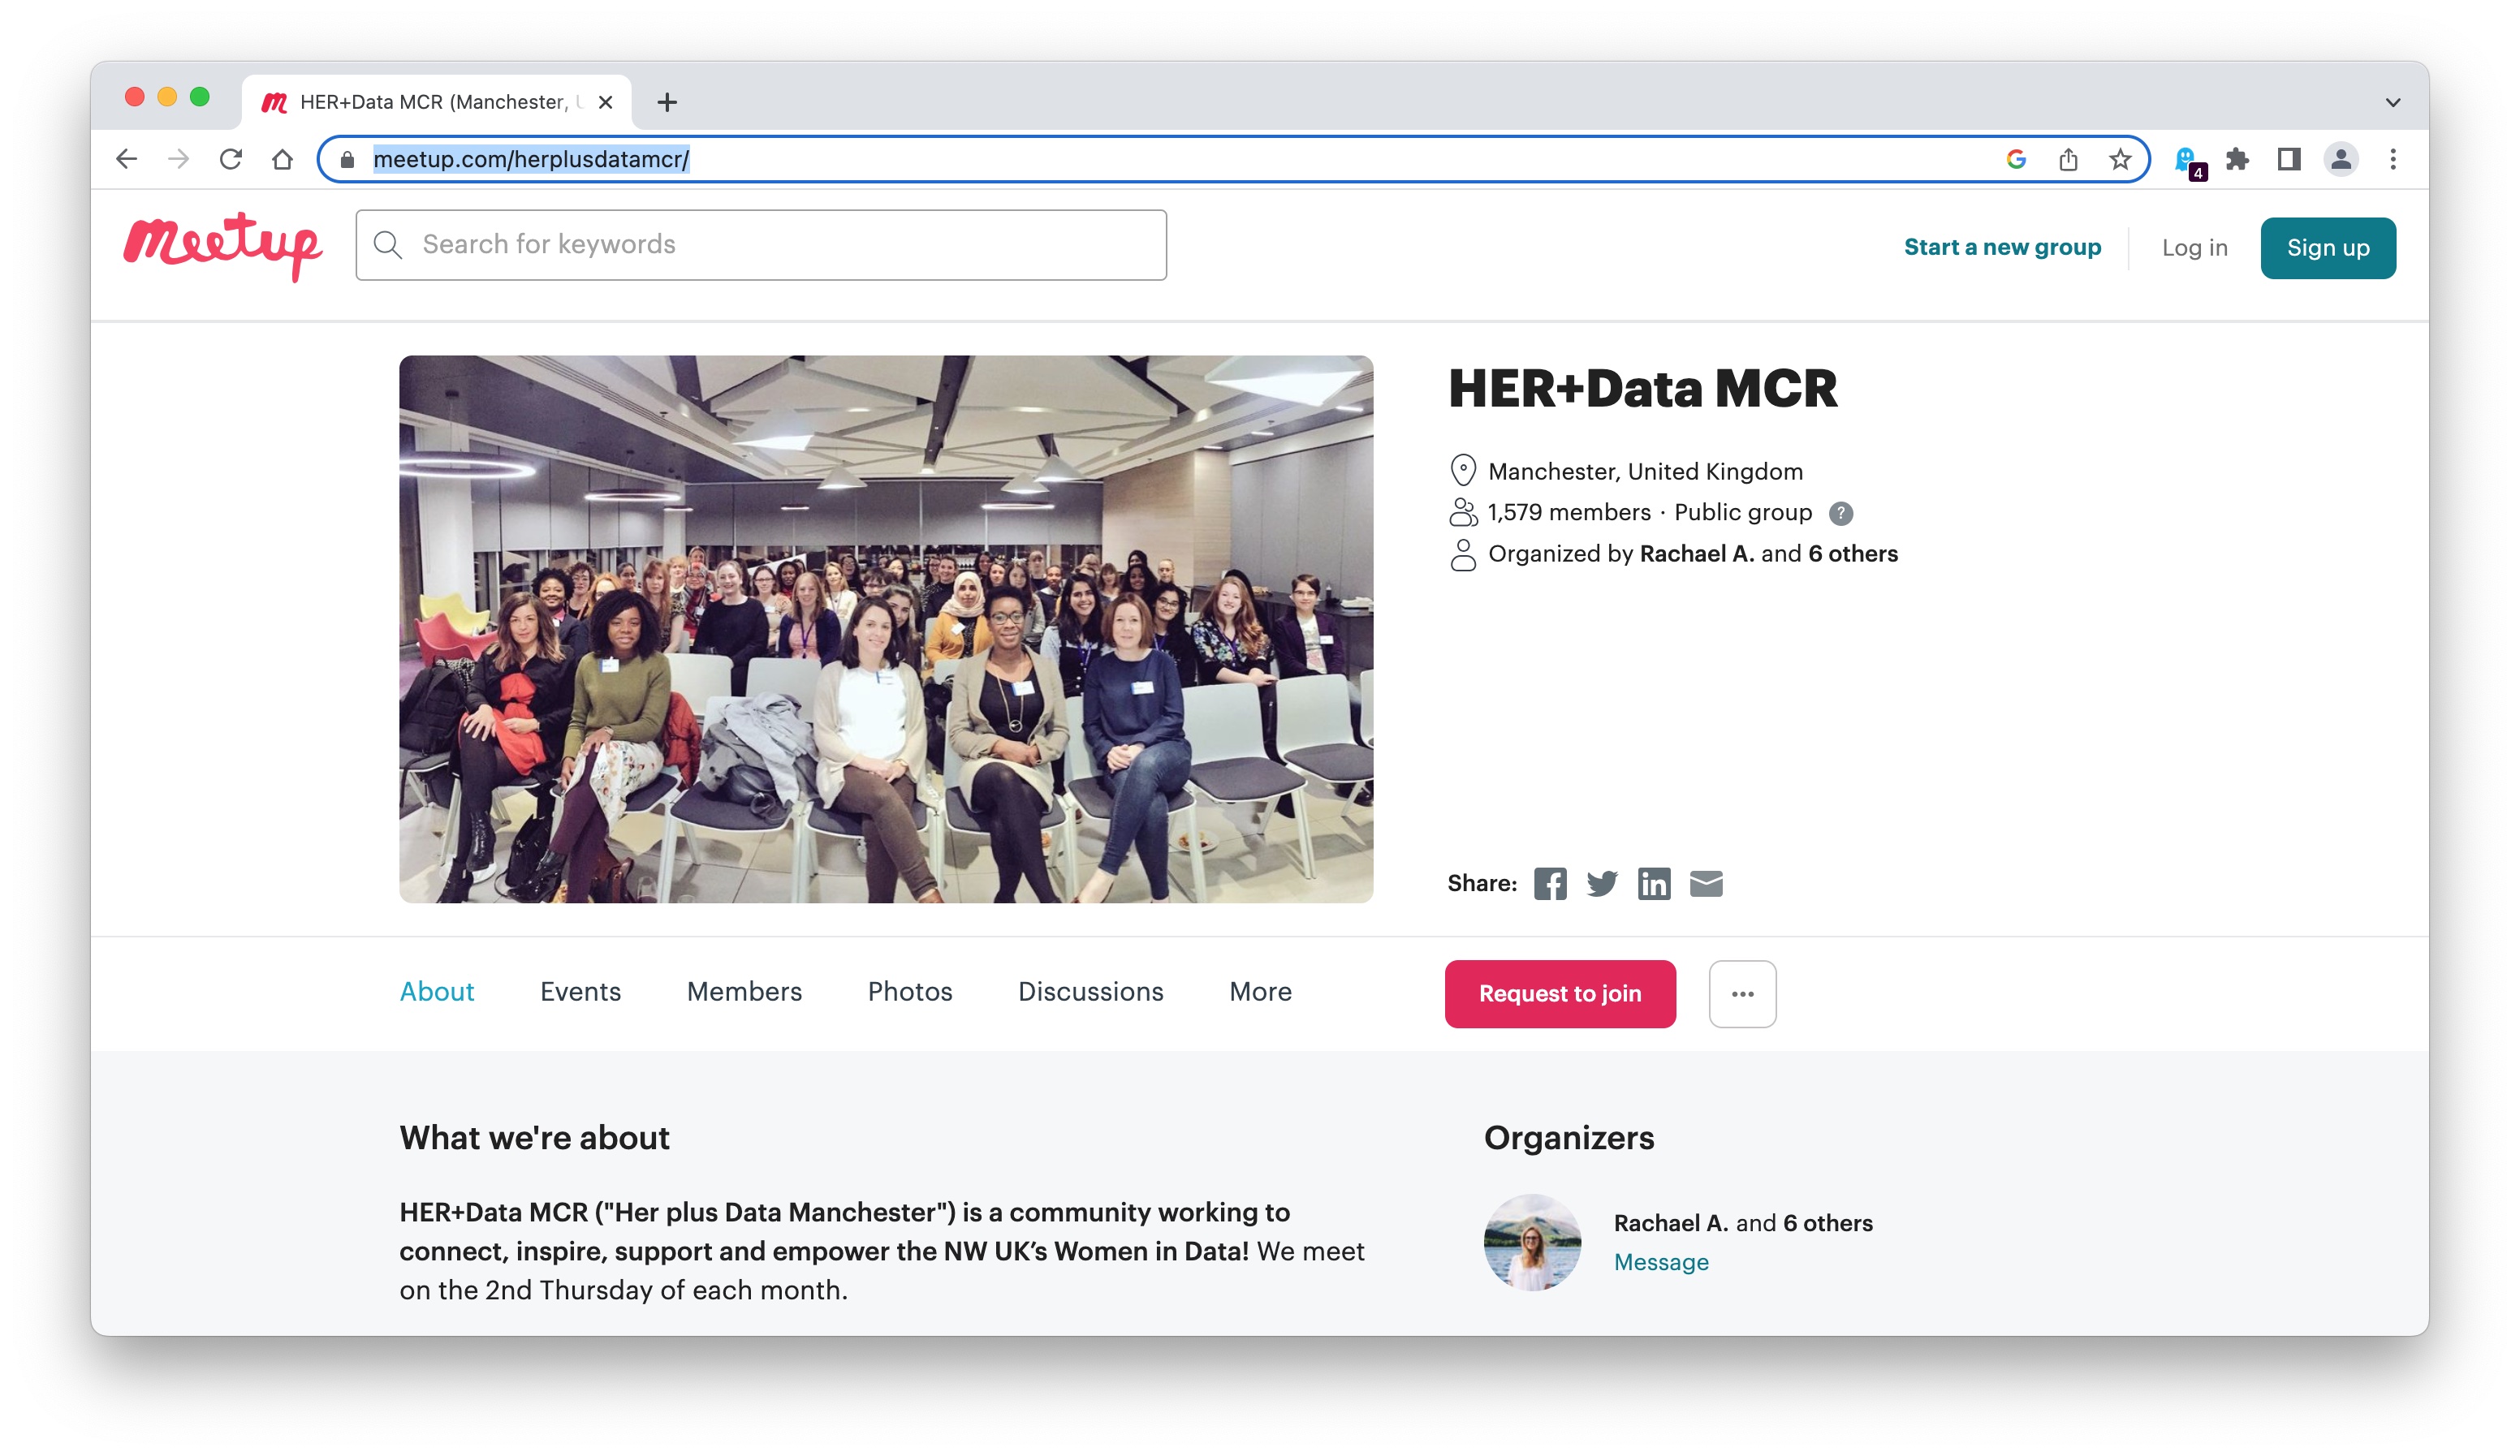 HER+Data MCR (Manchester,
meetup.com/herplusdatamcr/
4
meetup
Search for keywords
Start a new group
Log in
Sign up
HER+Data MCR
Manchester, United Kingdom
1,579 members · Public group ?
Organized by Rachael A. and 6 others
Share:
About
Events
Members
Photos
Discussions
More
Request to join
What we're about
HER+Data MCR ("Her plus Data Manchester") is a community working to
connect, inspire, support and empower the NW UK’s Women in Data! We meet
on the 2nd Thursday of each month.
Organizers
Rachael A. and 6 others
Message